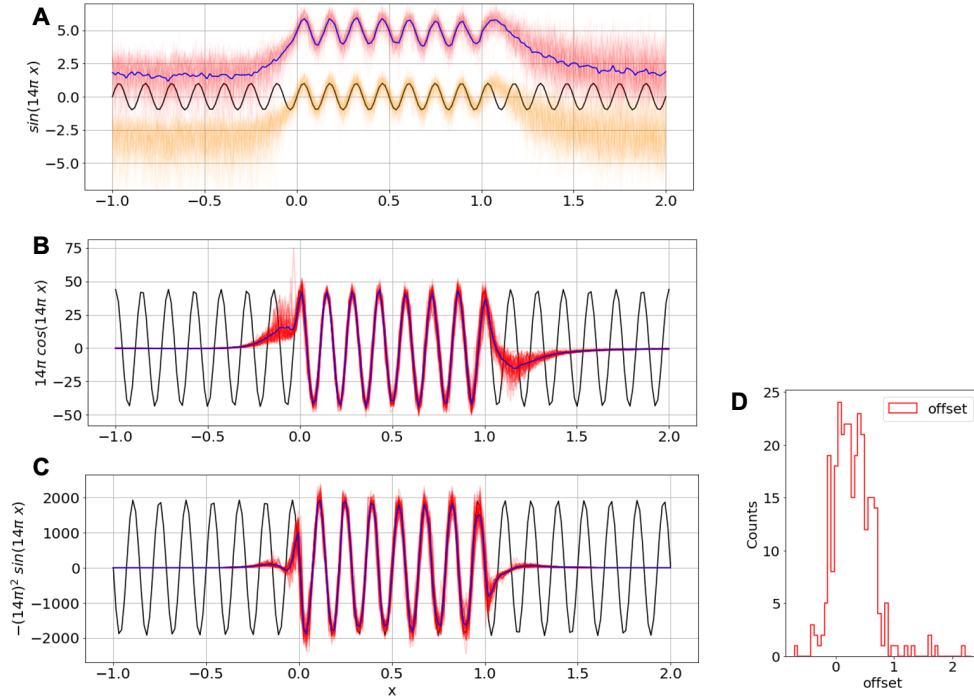 A
sin(14π x)
5.0
2.5
0.0
−2.5
−5.0
−1.0 −0.5 0.0 0.5 1.0 1.5 2.0
B
14π cos(14π x)
75
50
25
0
−25
−50
−1.0 −0.5 0.0 0.5 1.0 1.5 2.0
C
−(14π)² sin(14π x)
2000
1000
0
−1000
−2000
−1.0 −0.5 0.0 0.5 1.0 1.5 2.0
x
D
offset
Counts
25
20
15
10
5
0
0 1 2
offset